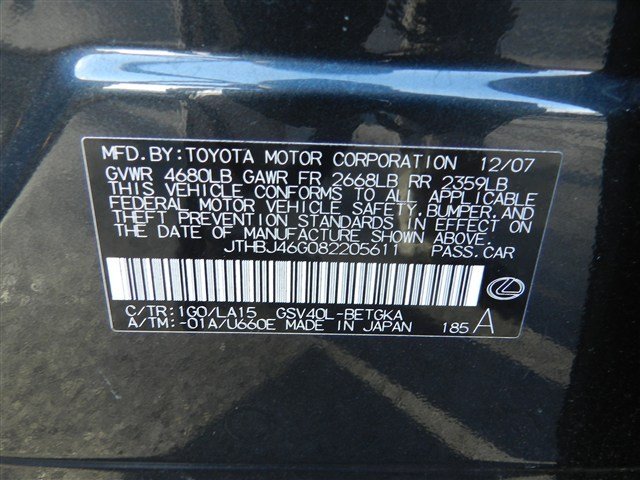 MFD. BY: TOYOTA MOTOR CORPORATION 12/07
GVWR 4680LB GAWR FR 2668LB RR 2359LB
THIS VEHICLE CONFORMS TO ALL APPLICABLE
FEDERAL MOTOR VEHICLE SAFETY, BUMPER, AND
THEFT PREVENTION STANDARDS IN EFFECT ON
THE DATE OF MANUFACTURE SHOWN ABOVE.
JTHBJ46G082205611 PASS. CAR
C/TR: 1G0/LA15 GSV40L-BETGKA
A/TM: -01A/U660E MADE IN JAPAN 185 A